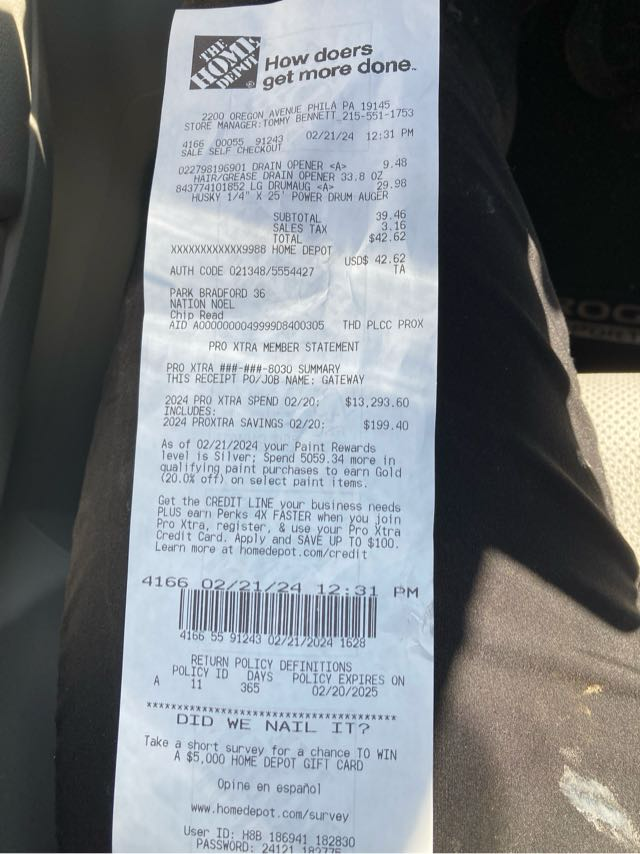 THE HOME DEPOT
How doers
get more done.
2200 OREGON AVENUE PHILA PA 19145
STORE MANAGER:TOMMY BENNETT 215-551-1753
4166 00055 91243 02/21/24 12:31 PM
SALE SELF CHECKOUT
022798196901 DRAIN OPENER <A> 9.48
HAIR/GREASE DRAIN OPENER 33.8 OZ
843774101852 LG DRUMAUG <A> 29.98
HUSKY 1/4" X 25' POWER DRUM AUGER
SUBTOTAL 39.46
SALES TAX 3.16
TOTAL $42.62
XXXXXXXXXXXX9988 HOME DEPOT
USD$ 42.62
AUTH CODE 021348/5554427 TA
PARK BRADFORD 36
NATION NOEL
Chip Read
AID A0000000049999D8400305 THD PLCC PROX
PRO XTRA MEMBER STATEMENT
PRO XTRA ###-###-8030 SUMMARY
THIS RECEIPT PO/JOB NAME: GATEWAY
2024 PRO XTRA SPEND 02/20: $13,293.60
INCLUDES:
2024 PROXTRA SAVINGS 02/20: $199.40
As of 02/21/2024 your Paint Rewards
level is Silver; Spend 5059.34 more in
qualifying paint purchases to earn Gold
(20.0% off) on select paint items.
Get the CREDIT LINE your business needs
PLUS earn Perks 4X FASTER when you join
Pro Xtra, register, & use your Pro Xtra
Credit Card. Apply and SAVE UP TO $100.
Learn more at homedepot.com/credit
4166 02/21/24 12:31 PM
4166 55 91243 02/21/2024 1628
RETURN POLICY DEFINITIONS
POLICY ID DAYS POLICY EXPIRES ON
A 11 365 02/20/2025
****************************************
DID WE NAIL IT?
Take a short survey for a chance TO WIN
A $5,000 HOME DEPOT GIFT CARD
Opine en español
www.homedepot.com/survey
User ID: H8B 186941 182830
PASSWORD: 24121